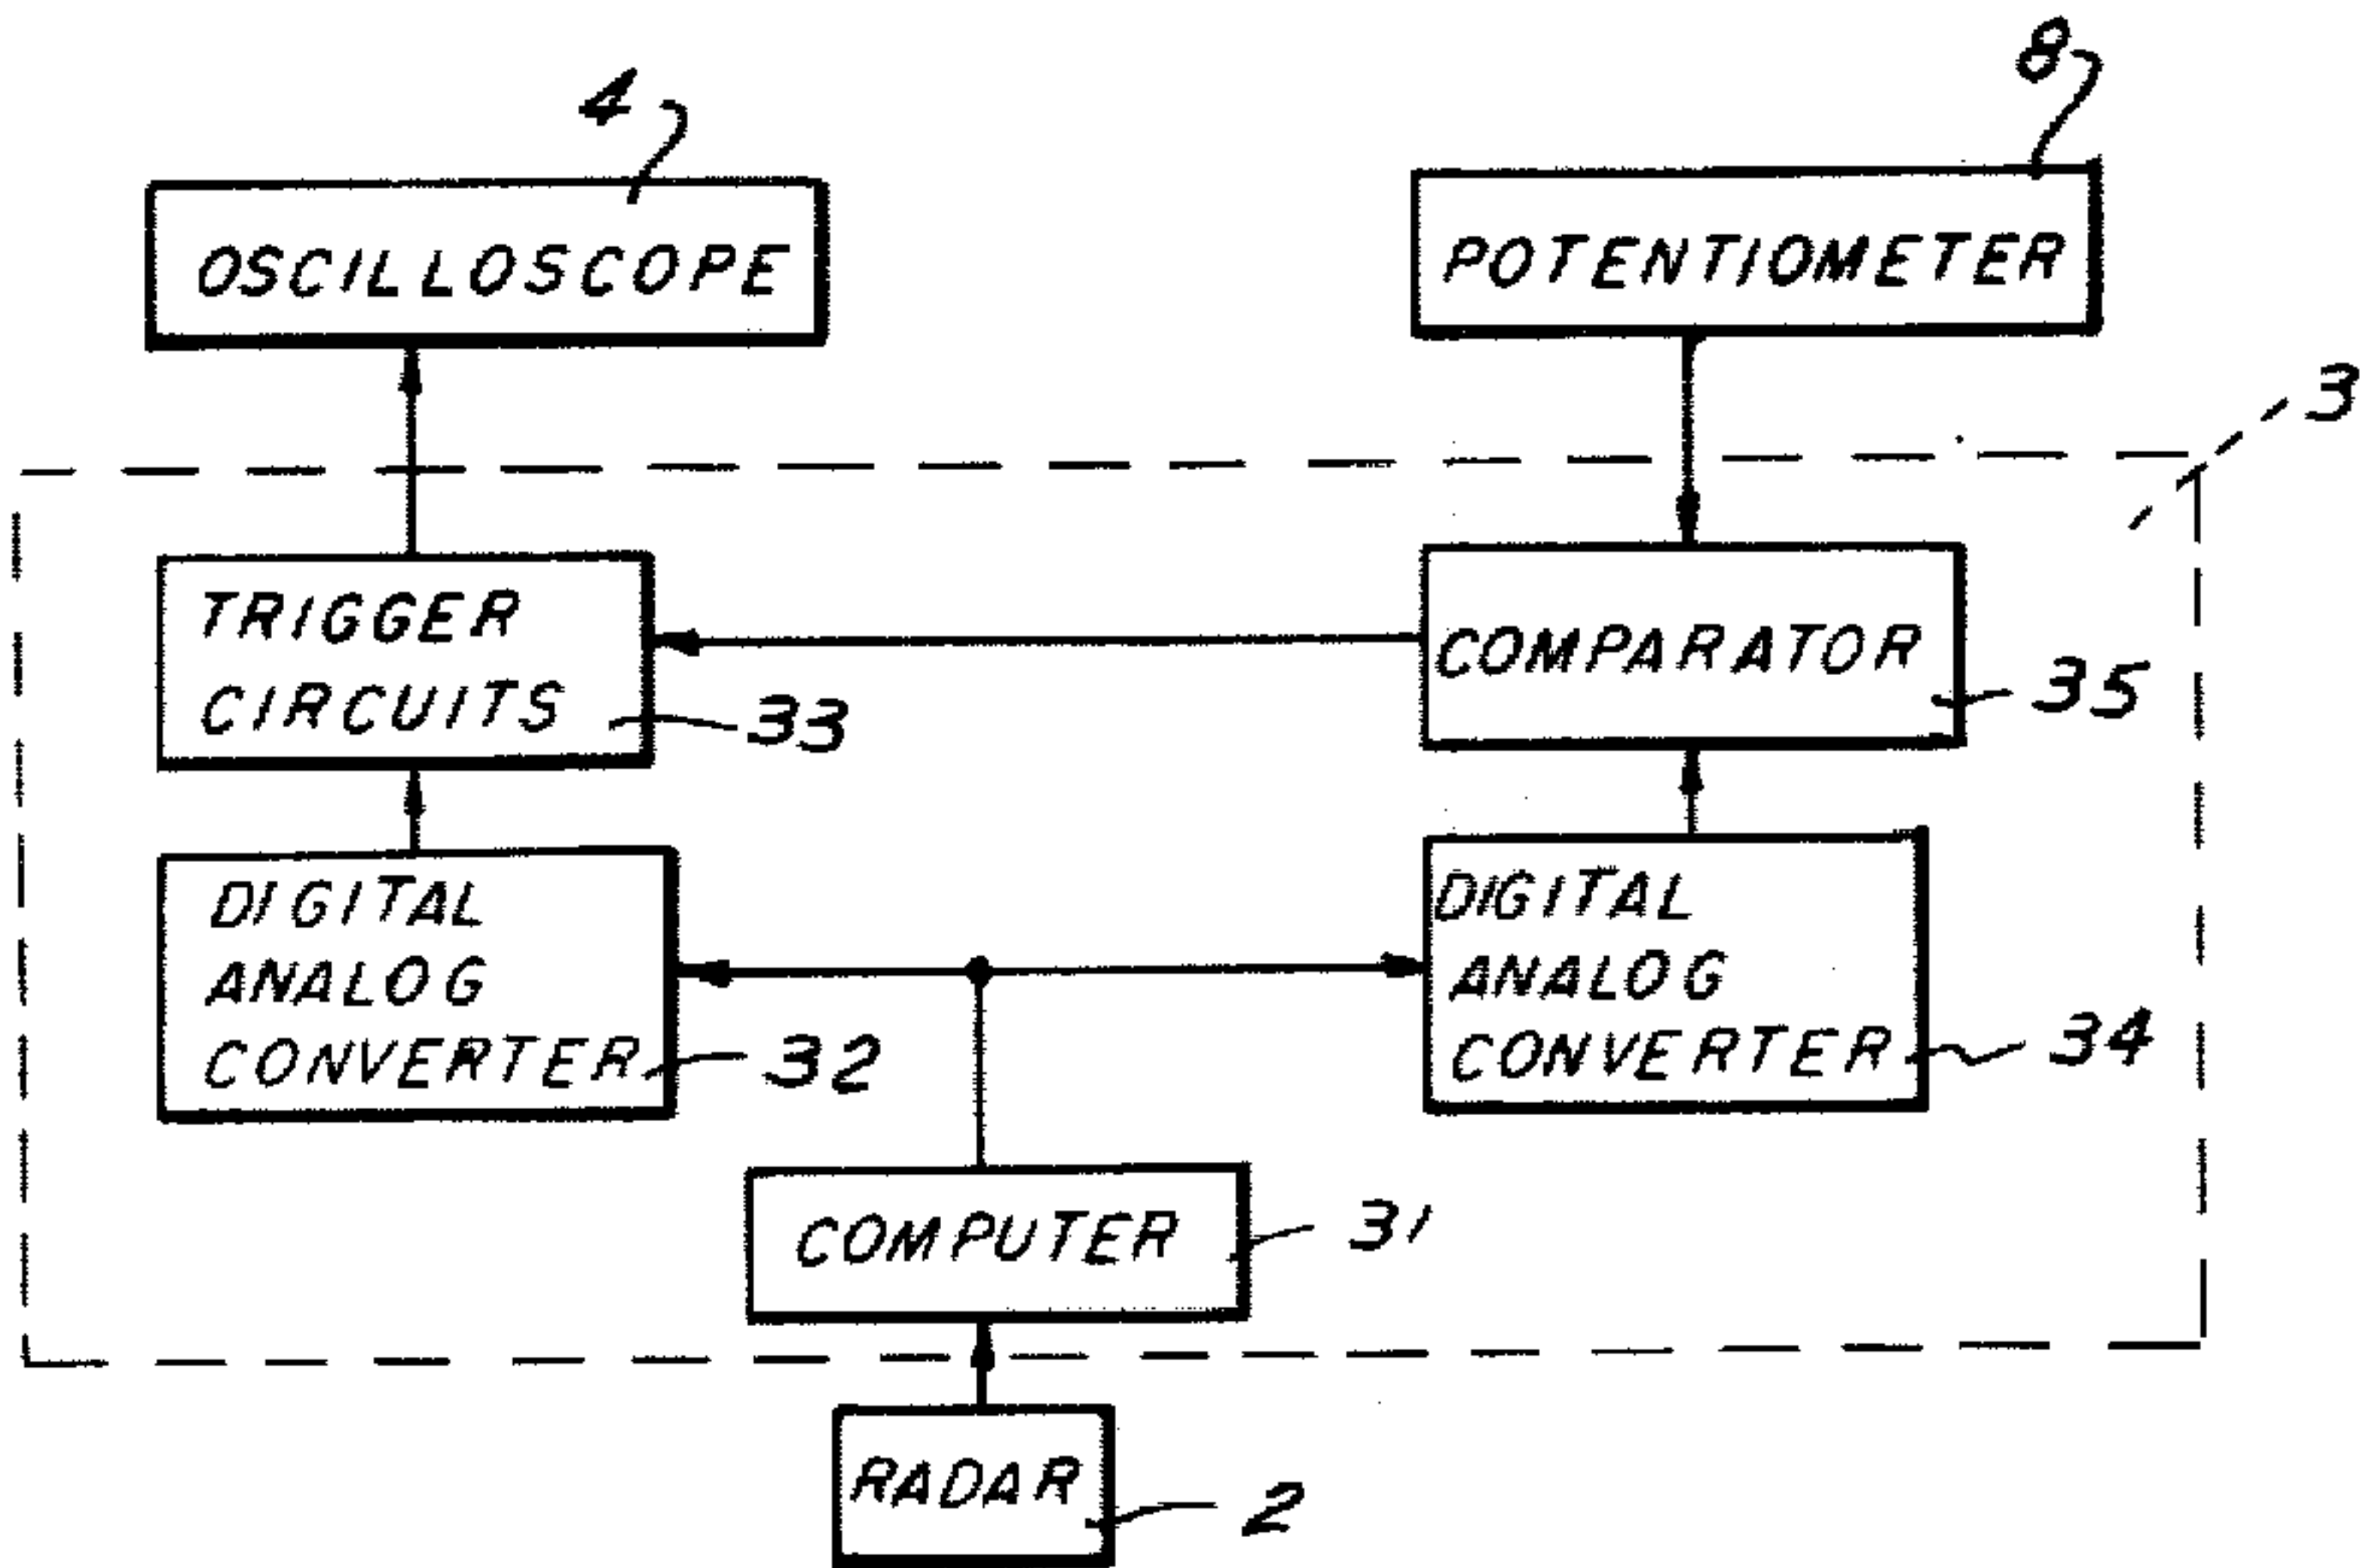 4
8
OSCILLOSCOPE
POTENTIOMETER
3
TRIGGER
CIRCUITS
33
COMPARATOR
35
DIGITAL
ANALOG
CONVERTER
32
DIGITAL
ANALOG
CONVERTER
34
COMPUTER
31
RADAR
2